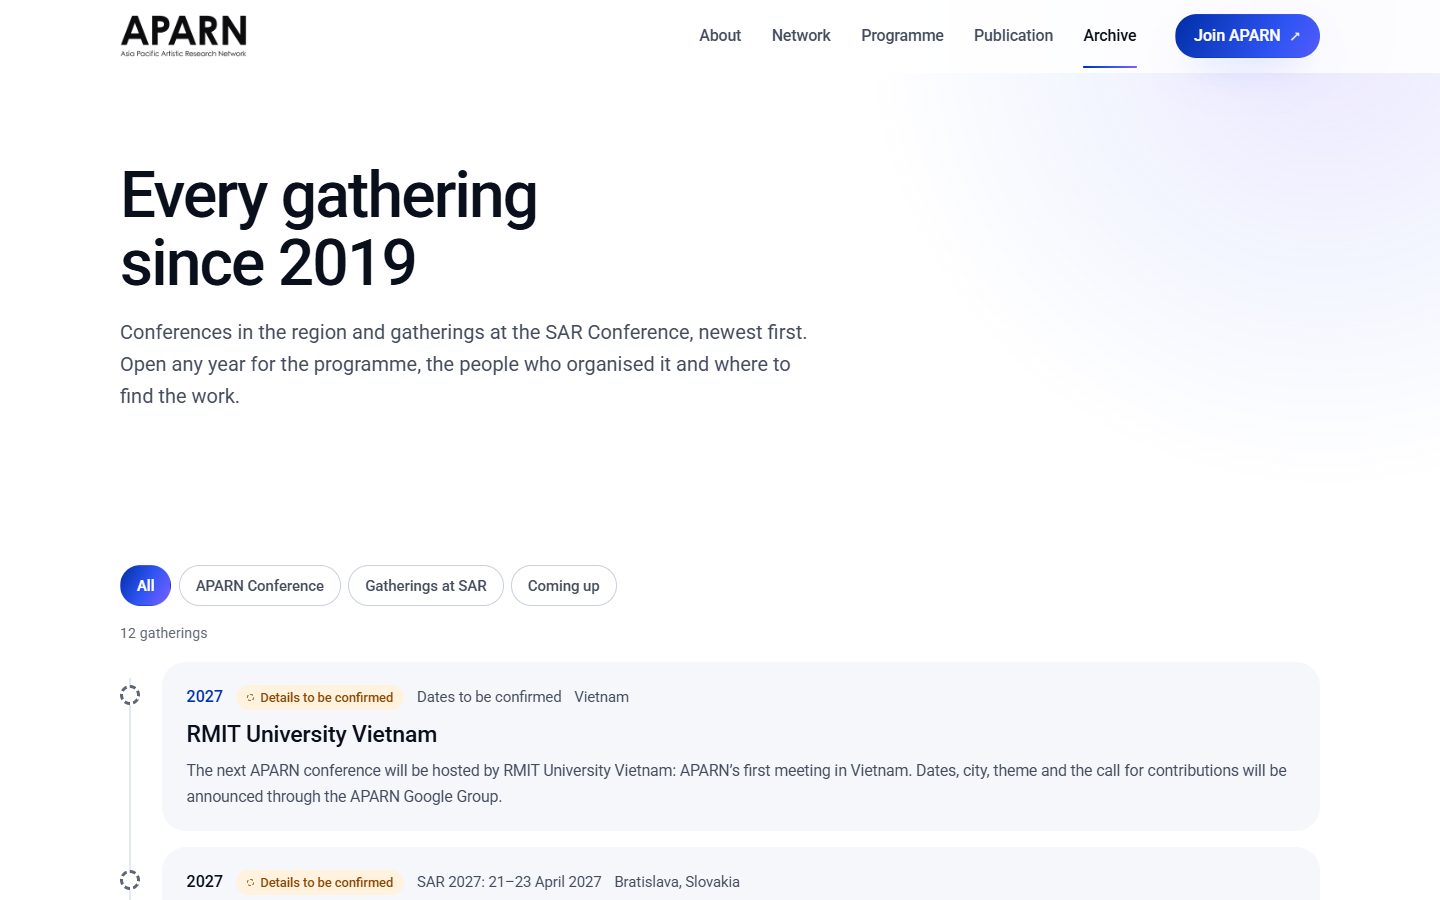 APARN
Asia Pacific Artistic Research Network
About
Network
Programme
Publication
Archive
Join APARN ↗
Every gathering
since 2019
Conferences in the region and gatherings at the SAR Conference, newest first.
Open any year for the programme, the people who organised it and where to
find the work.
All
APARN Conference
Gatherings at SAR
Coming up
12 gatherings
2027 Details to be confirmed Dates to be confirmed Vietnam
RMIT University Vietnam
The next APARN conference will be hosted by RMIT University Vietnam: APARN’s first meeting in Vietnam. Dates, city, theme and the call for contributions will be
announced through the APARN Google Group.
2027 Details to be confirmed SAR 2027: 21–23 April 2027 Bratislava, Slovakia